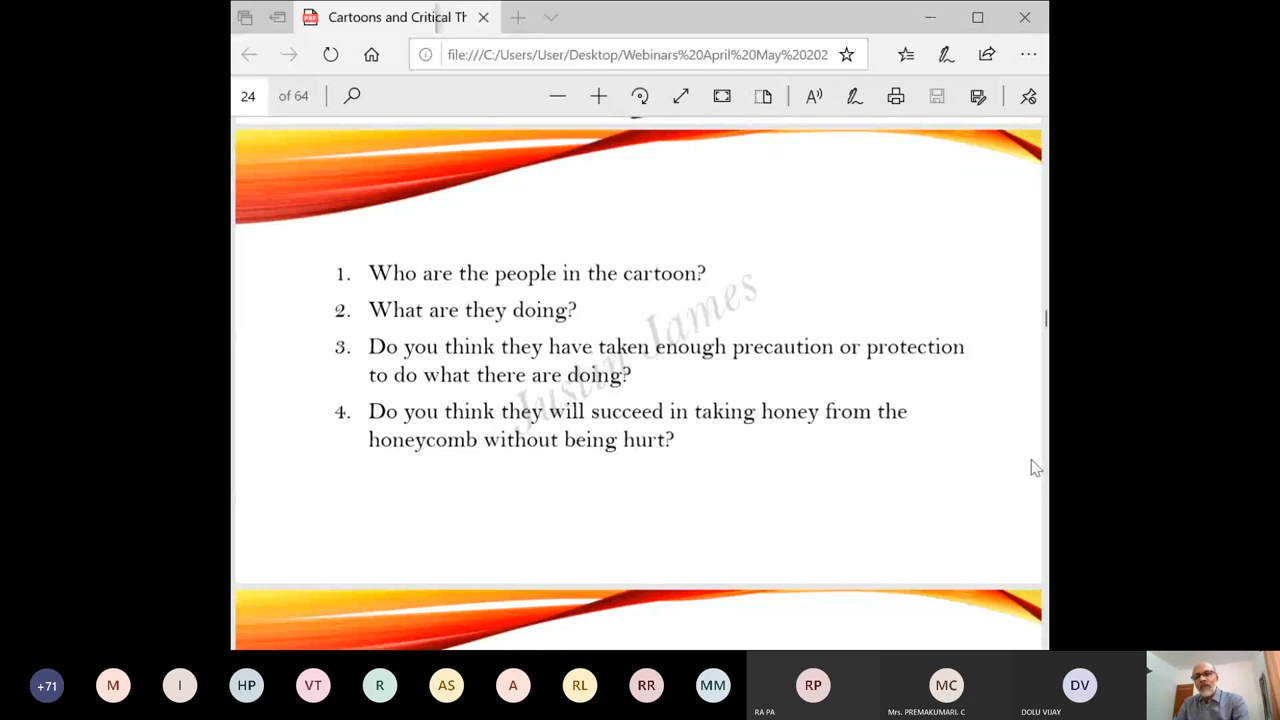 Cartoons and Critical Th
PDF
file:///C:/Users/User/Desktop/Webinars%20April%20May%20202
24 of 64
1. Who are the people in the cartoon?
2. What are they doing?
3. Do you think they have taken enough precaution or protection
to do what there are doing?
4. Do you think they will succeed in taking honey from the
honeycomb without being hurt?
Justin James
+71 M I HP VT R AS A RL RR MM RP MC DV
RA PA Mrs. PREMAKUMARI. C DOLU VIJAY